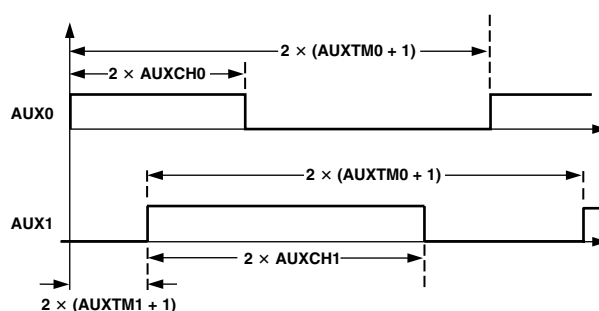 2 × (AUXTM0 + 1)
2 × AUXCH0
AUX0
2 × (AUXTM0 + 1)
AUX1
2 × AUXCH1
2 × (AUXTM1 + 1)